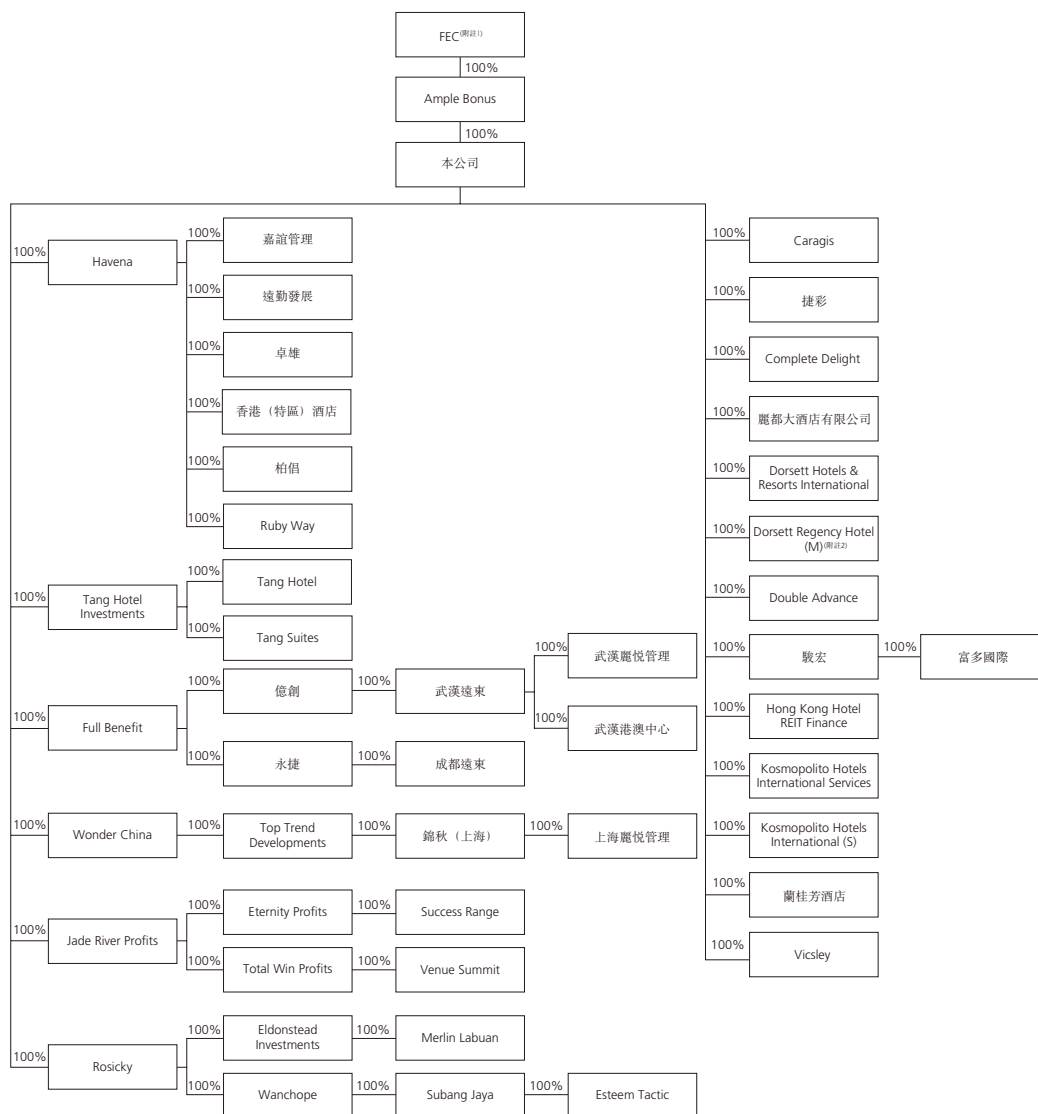 FEC(附註1)
100%
Ample Bonus
100%
本公司
100%
Havena
100%
嘉誼管理
100%
遠勤發展
100%
卓雄
100%
香港（特區）酒店
100%
柏倡
100%
Ruby Way
100%
Tang Hotel
Investments
100%
Tang Hotel
100%
Tang Suites
100%
Full Benefit
100%
億創
100%
武漢遠東
100%
武漢麗悅管理
100%
武漢港澳中心
100%
永捷
100%
成都遠東
100%
Wonder China
100%
Top Trend
Developments
100%
錦秋（上海）
100%
上海麗悅管理
100%
Jade River Profits
100%
Eternity Profits
100%
Success Range
100%
Total Win Profits
100%
Venue Summit
100%
Rosicky
100%
Eldonstead
Investments
100%
Merlin Labuan
100%
Wanchope
100%
Subang Jaya
100%
Esteem Tactic
100%
Caragis
100%
捷彩
100%
Complete Delight
100%
麗都大酒店有限公司
100%
Dorsett Hotels &
Resorts International
100%
Dorsett Regency Hotel
(M)(附註2)
100%
Double Advance
100%
駿宏
100%
富多國際
100%
Hong Kong Hotel
REIT Finance
100%
Kosmopolito Hotels
International Services
100%
Kosmopolito Hotels
International (S)
100%
蘭桂芳酒店
100%
Vicsley